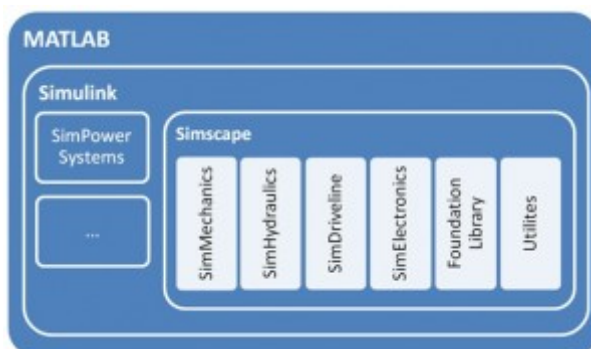 MATLAB
Simulink
SimPower
Systems
...
Simscape
SimMechanics
SimHydraulics
SimDriveline
SimElectronics
Foundation
Library
Utilites